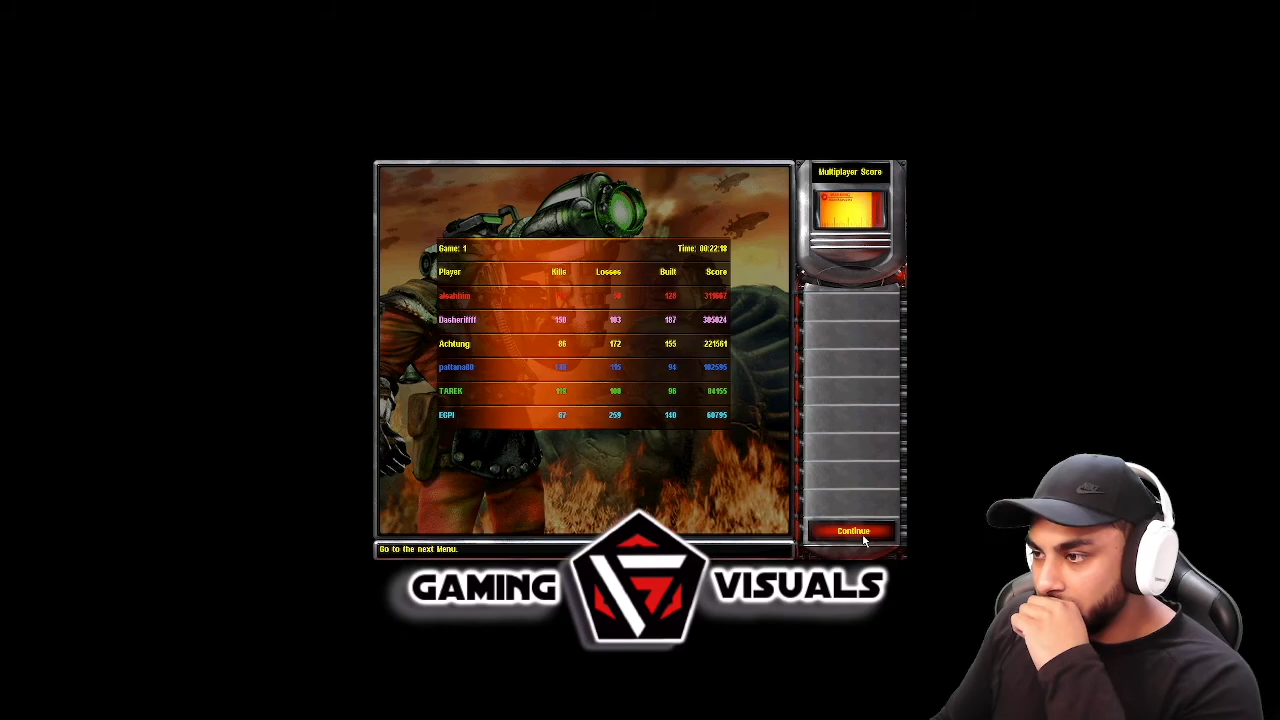 Multiplayer Score
Game: 1 Time: 00:22:18
Player Kills Losses Built Score
alsahhim 128
Dasheriffff 150 103 187 305024
Achtung 86 172 155 221561
pattana80 115 94 102595
TAREK 100 96 84155
EGPI 67 259 140 60795
Continue
Go to the next Menu.
GAMING VISUALS